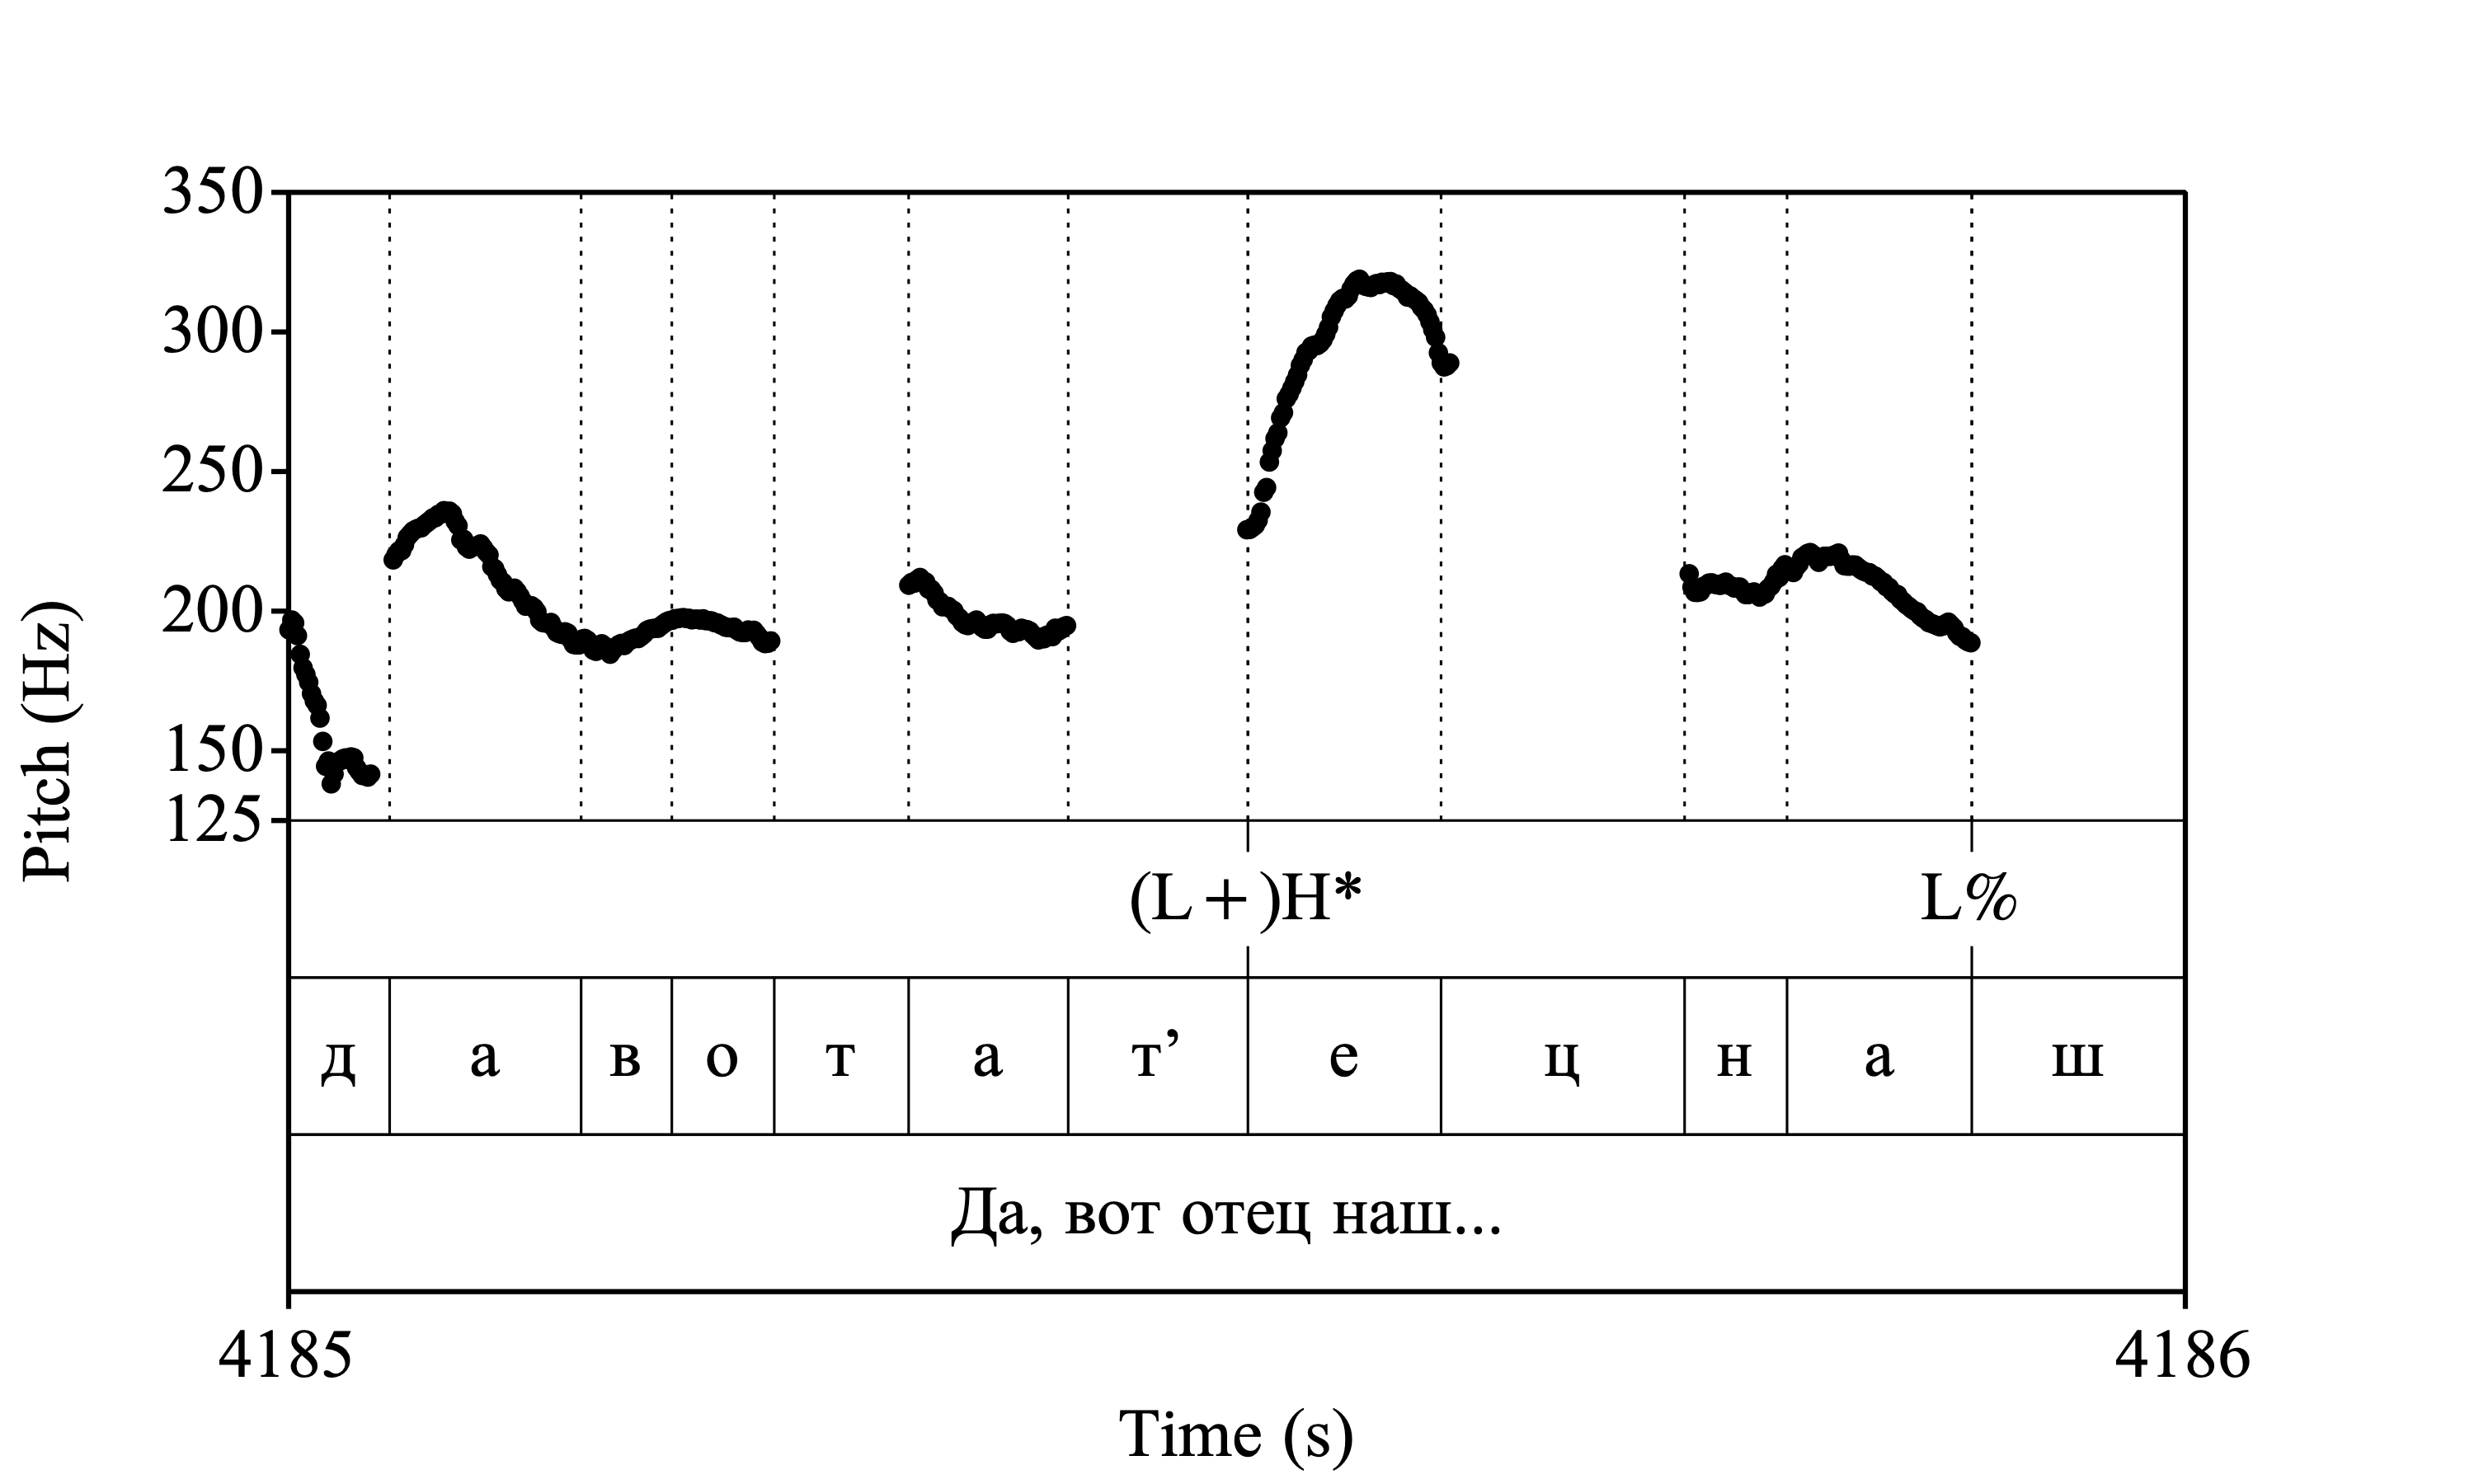 350
300
250
200
150
125
Pitch (Hz)
(L+)H* L%
д а в о т а т’ е ц н а ш
Да, вот отец наш...
4185 4186
Time (s)